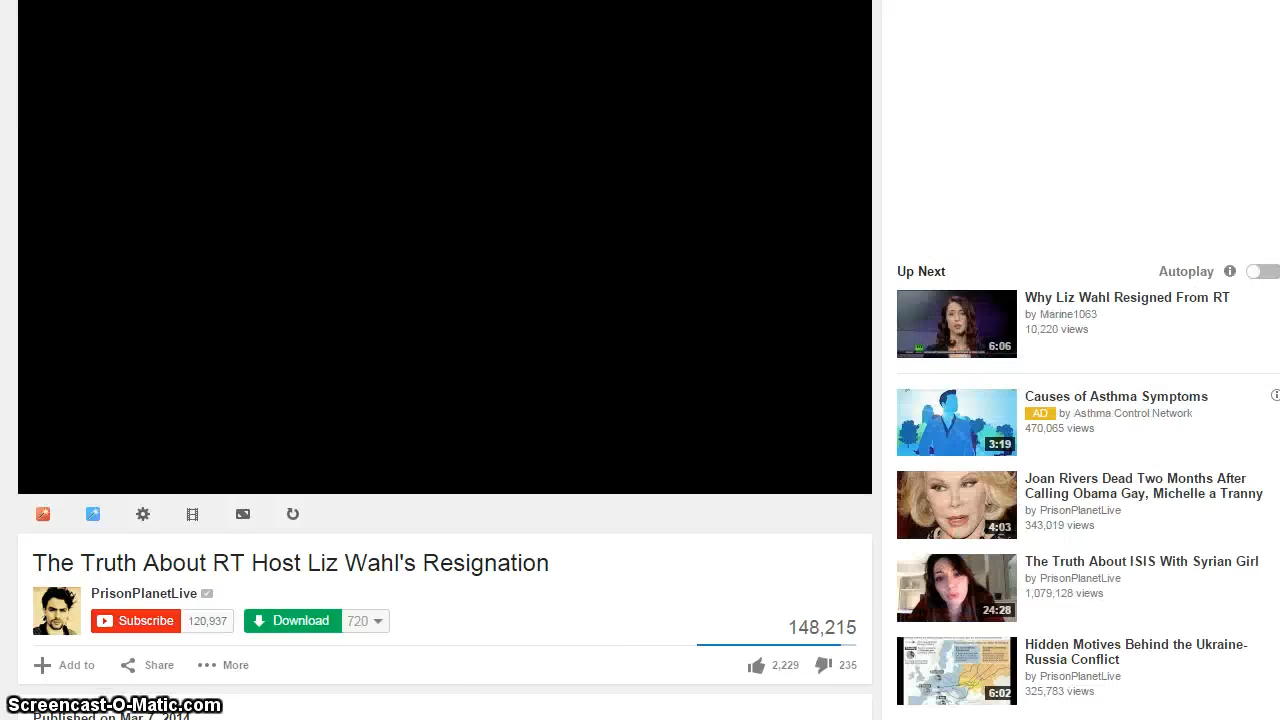 The Truth About RT Host Liz Wahl's Resignation
PrisonPlanetLive
Subscribe 120,937 Download 720
148,215
Add to Share More 2,229 235
Published on Mar 7, 2014
Screencast-O-Matic.com
Up Next Autoplay
Why Liz Wahl Resigned From RT
by Marine1063
10,220 views
6:06
Causes of Asthma Symptoms
AD by Asthma Control Network
470,065 views
3:19
Joan Rivers Dead Two Months After
Calling Obama Gay, Michelle a Tranny
by PrisonPlanetLive
343,019 views
4:03
The Truth About ISIS With Syrian Girl
by PrisonPlanetLive
1,079,128 views
24:28
Hidden Motives Behind the Ukraine-
Russia Conflict
by PrisonPlanetLive
325,783 views
6:02